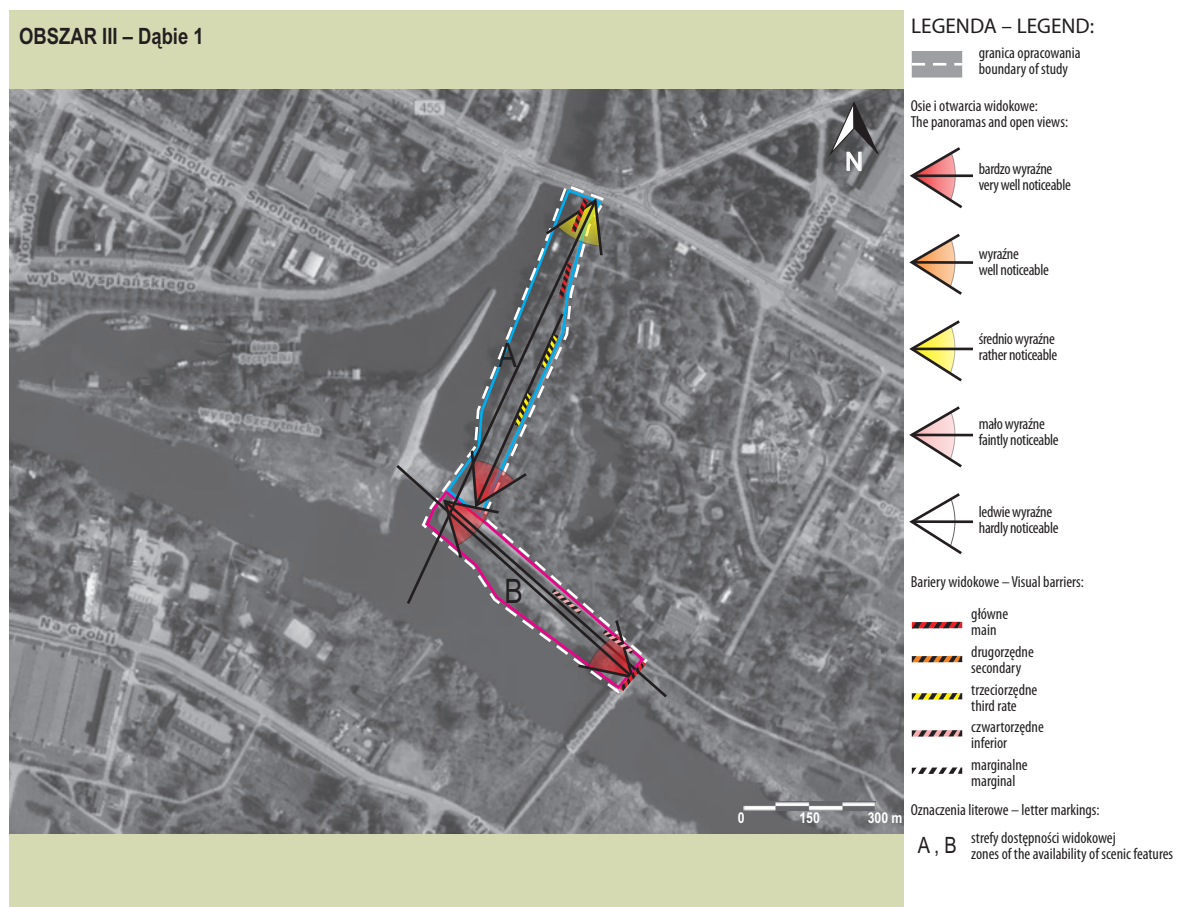 OBSZAR III – Dąbie 1
455
Smoluchowskiego
Smoluchowskiego
Norwida
wyb. Wyspiańskiego
śluza
Szczytniki
wyspa Szczytnicka
Wystawowa
N
A
B
Na Grobli
0 150 300 m
LEGENDA – LEGEND:
granica opracowania
boundary of study
Osie i otwarcia widokowe:
The panoramas and open views:
bardzo wyraźne
very well noticeable
wyraźne
well noticeable
średnio wyraźne
rather noticeable
mało wyraźne
faintly noticeable
ledwie wyraźne
hardly noticeable
Bariery widokowe – Visual barriers:
główne
main
drugorzędne
secondary
trzeciorzędne
third rate
czwartorzędne
inferior
marginalne
marginal
Oznaczenia literowe – letter markings:
A , B
strefy dostępności widokowej
zones of the availability of scenic features